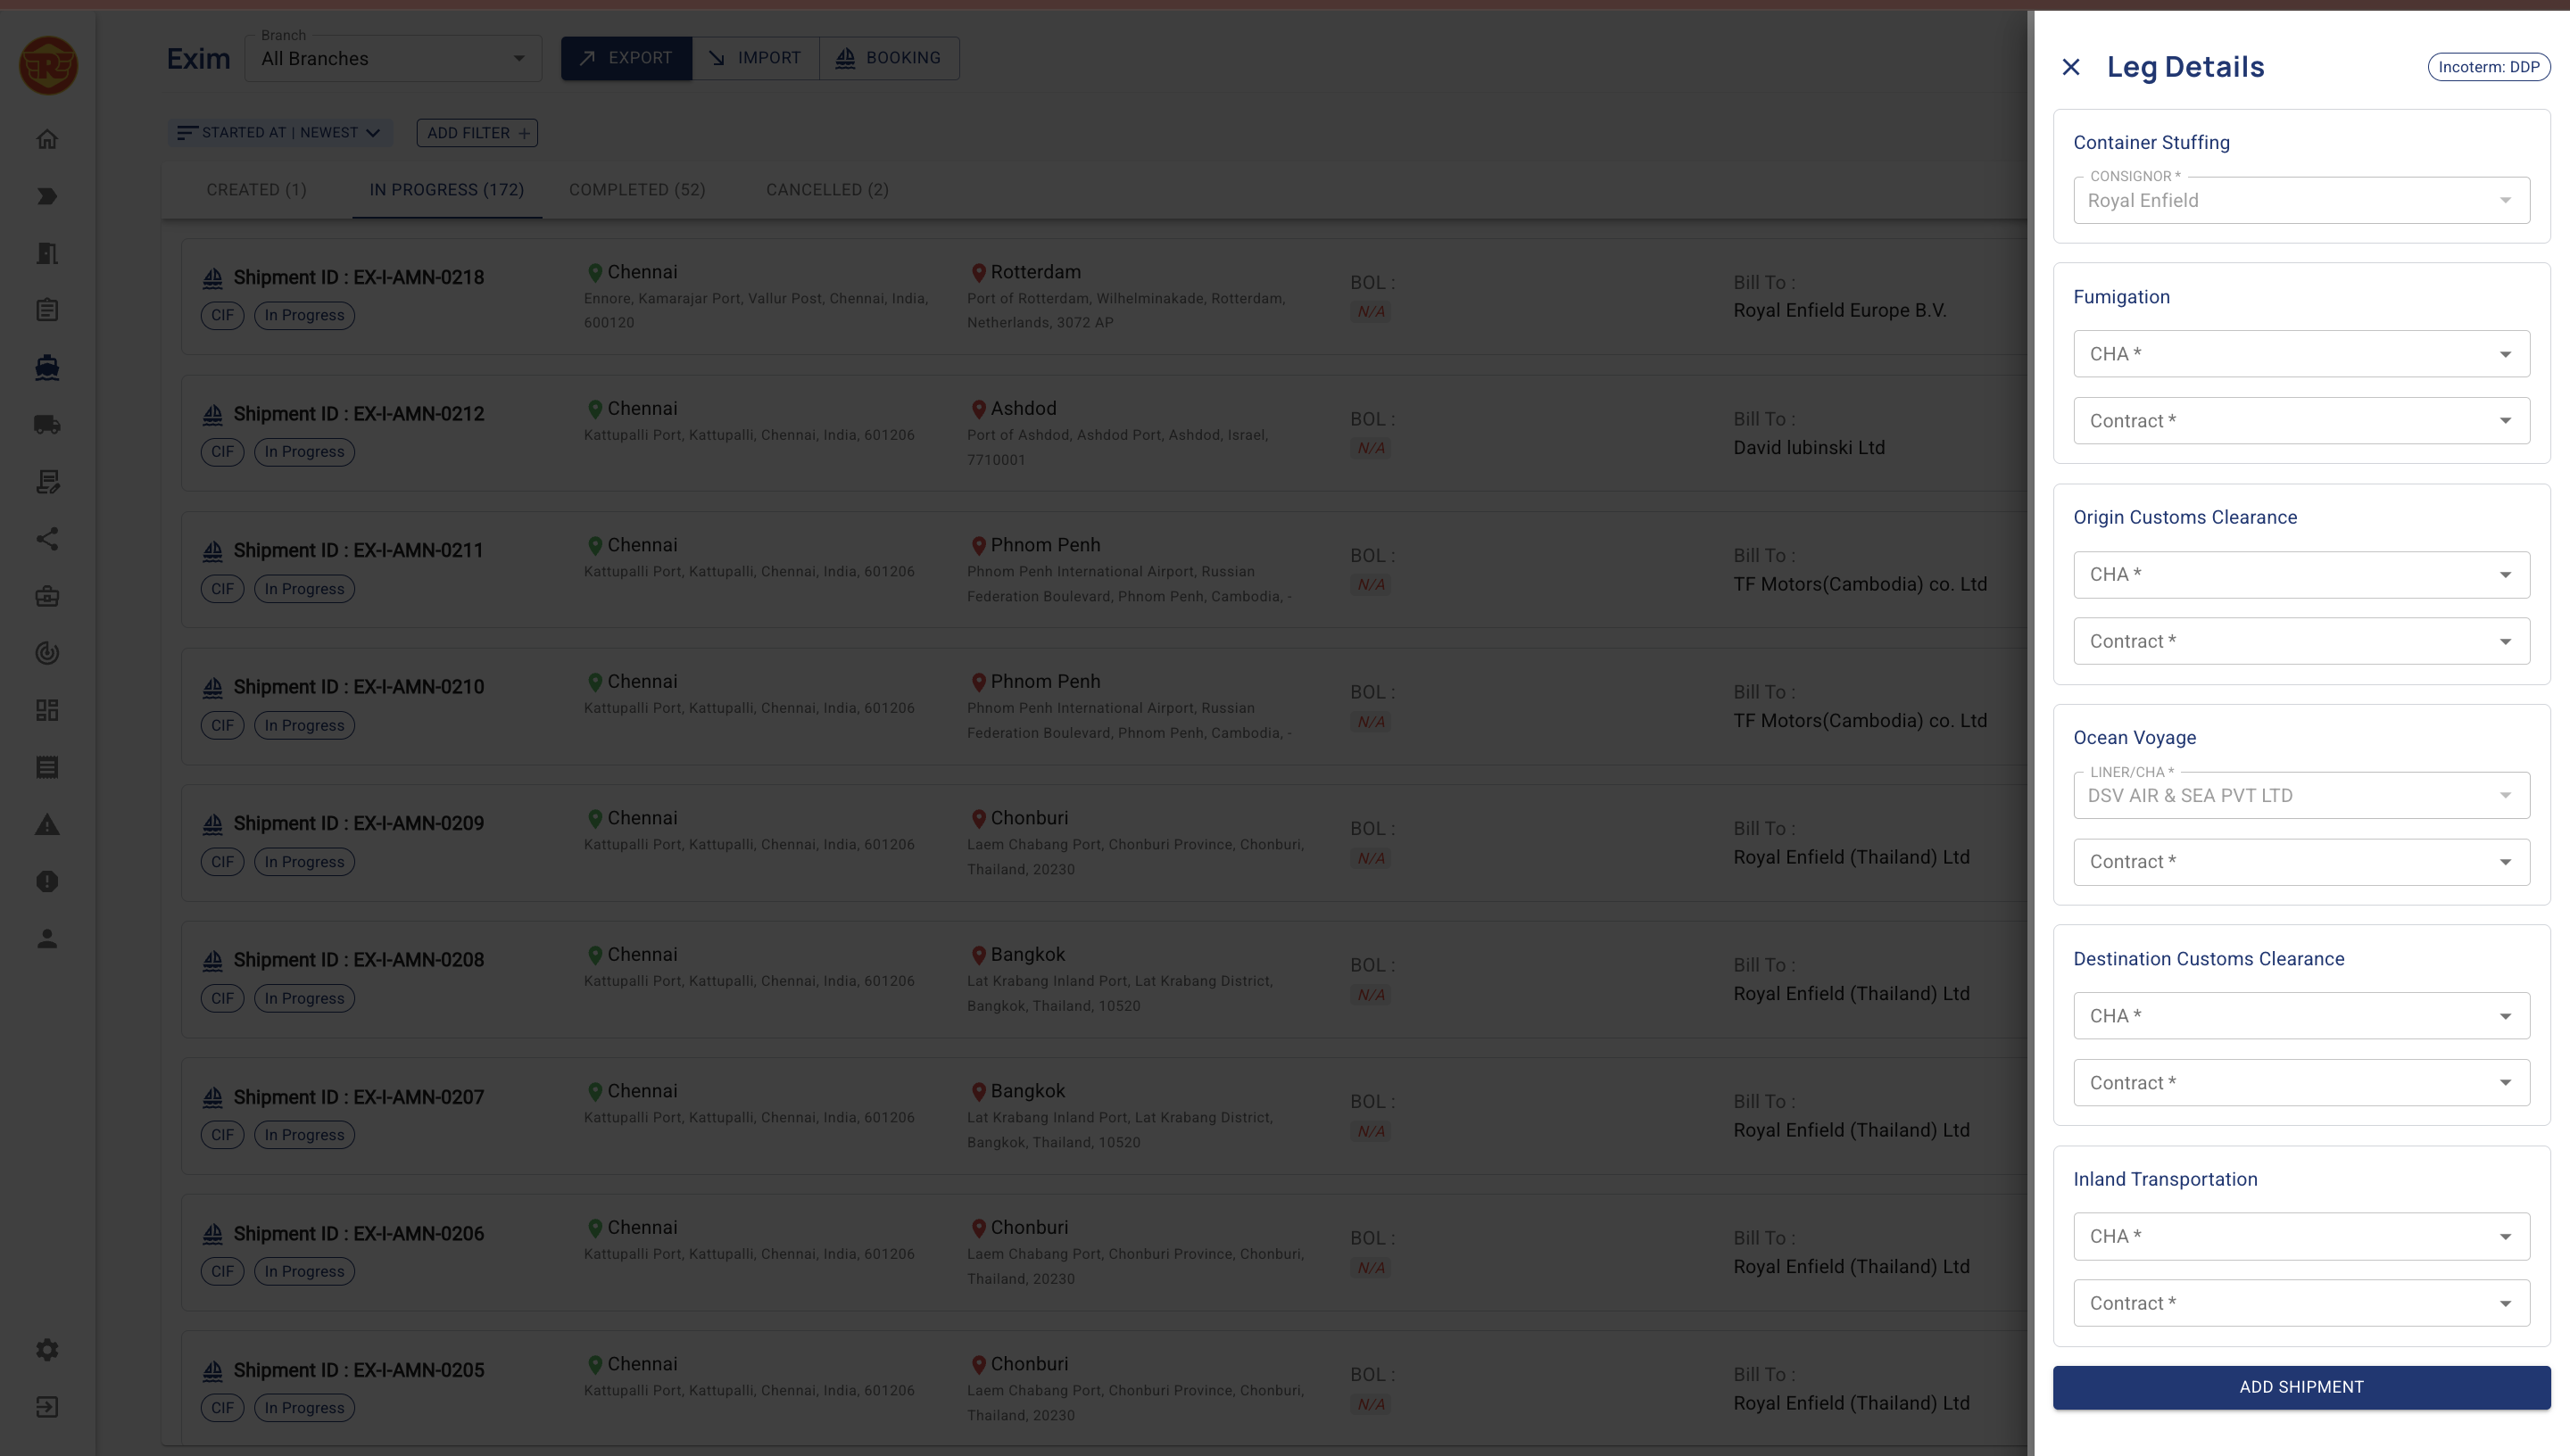 Exim
Branch
All Branches
EXPORT
IMPORT
BOOKING
STARTED AT | NEWEST
ADD FILTER
CREATED (1)
IN PROGRESS (172)
COMPLETED (52)
CANCELLED (2)
Shipment ID : EX-I-AMN-0218
CIF
In Progress
Chennai
Ennore, Kamarajar Port, Vallur Post, Chennai, India,
600120
Rotterdam
Port of Rotterdam, Wilhelminakade, Rotterdam,
Netherlands, 3072 AP
BOL :
N/A
Bill To :
Royal Enfield Europe B.V.
Shipment ID : EX-I-AMN-0212
CIF
In Progress
Chennai
Kattupalli Port, Kattupalli, Chennai, India, 601206
Ashdod
Port of Ashdod, Ashdod Port, Ashdod, Israel,
7710001
BOL :
N/A
Bill To :
David lubinski Ltd
Shipment ID : EX-I-AMN-0211
CIF
In Progress
Chennai
Kattupalli Port, Kattupalli, Chennai, India, 601206
Phnom Penh
Phnom Penh International Airport, Russian
Federation Boulevard, Phnom Penh, Cambodia, -
BOL :
N/A
Bill To :
TF Motors(Cambodia) co. Ltd
Shipment ID : EX-I-AMN-0210
CIF
In Progress
Chennai
Kattupalli Port, Kattupalli, Chennai, India, 601206
Phnom Penh
Phnom Penh International Airport, Russian
Federation Boulevard, Phnom Penh, Cambodia, -
BOL :
N/A
Bill To :
TF Motors(Cambodia) co. Ltd
Shipment ID : EX-I-AMN-0209
CIF
In Progress
Chennai
Kattupalli Port, Kattupalli, Chennai, India, 601206
Chonburi
Laem Chabang Port, Chonburi Province, Chonburi,
Thailand, 20230
BOL :
N/A
Bill To :
Royal Enfield (Thailand) Ltd
Shipment ID : EX-I-AMN-0208
CIF
In Progress
Chennai
Kattupalli Port, Kattupalli, Chennai, India, 601206
Bangkok
Lat Krabang Inland Port, Lat Krabang District,
Bangkok, Thailand, 10520
BOL :
N/A
Bill To :
Royal Enfield (Thailand) Ltd
Shipment ID : EX-I-AMN-0207
CIF
In Progress
Chennai
Kattupalli Port, Kattupalli, Chennai, India, 601206
Bangkok
Lat Krabang Inland Port, Lat Krabang District,
Bangkok, Thailand, 10520
BOL :
N/A
Bill To :
Royal Enfield (Thailand) Ltd
Shipment ID : EX-I-AMN-0206
CIF
In Progress
Chennai
Kattupalli Port, Kattupalli, Chennai, India, 601206
Chonburi
Laem Chabang Port, Chonburi Province, Chonburi,
Thailand, 20230
BOL :
N/A
Bill To :
Royal Enfield (Thailand) Ltd
Shipment ID : EX-I-AMN-0205
CIF
In Progress
Chennai
Kattupalli Port, Kattupalli, Chennai, India, 601206
Chonburi
Laem Chabang Port, Chonburi Province, Chonburi,
Thailand, 20230
BOL :
N/A
Bill To :
Royal Enfield (Thailand) Ltd
Leg Details
Incoterm: DDP
Container Stuffing
CONSIGNOR *
Royal Enfield
Fumigation
CHA *
Contract *
Origin Customs Clearance
CHA *
Contract *
Ocean Voyage
LINER/CHA *
DSV AIR & SEA PVT LTD
Contract *
Destination Customs Clearance
CHA *
Contract *
Inland Transportation
CHA *
Contract *
ADD SHIPMENT